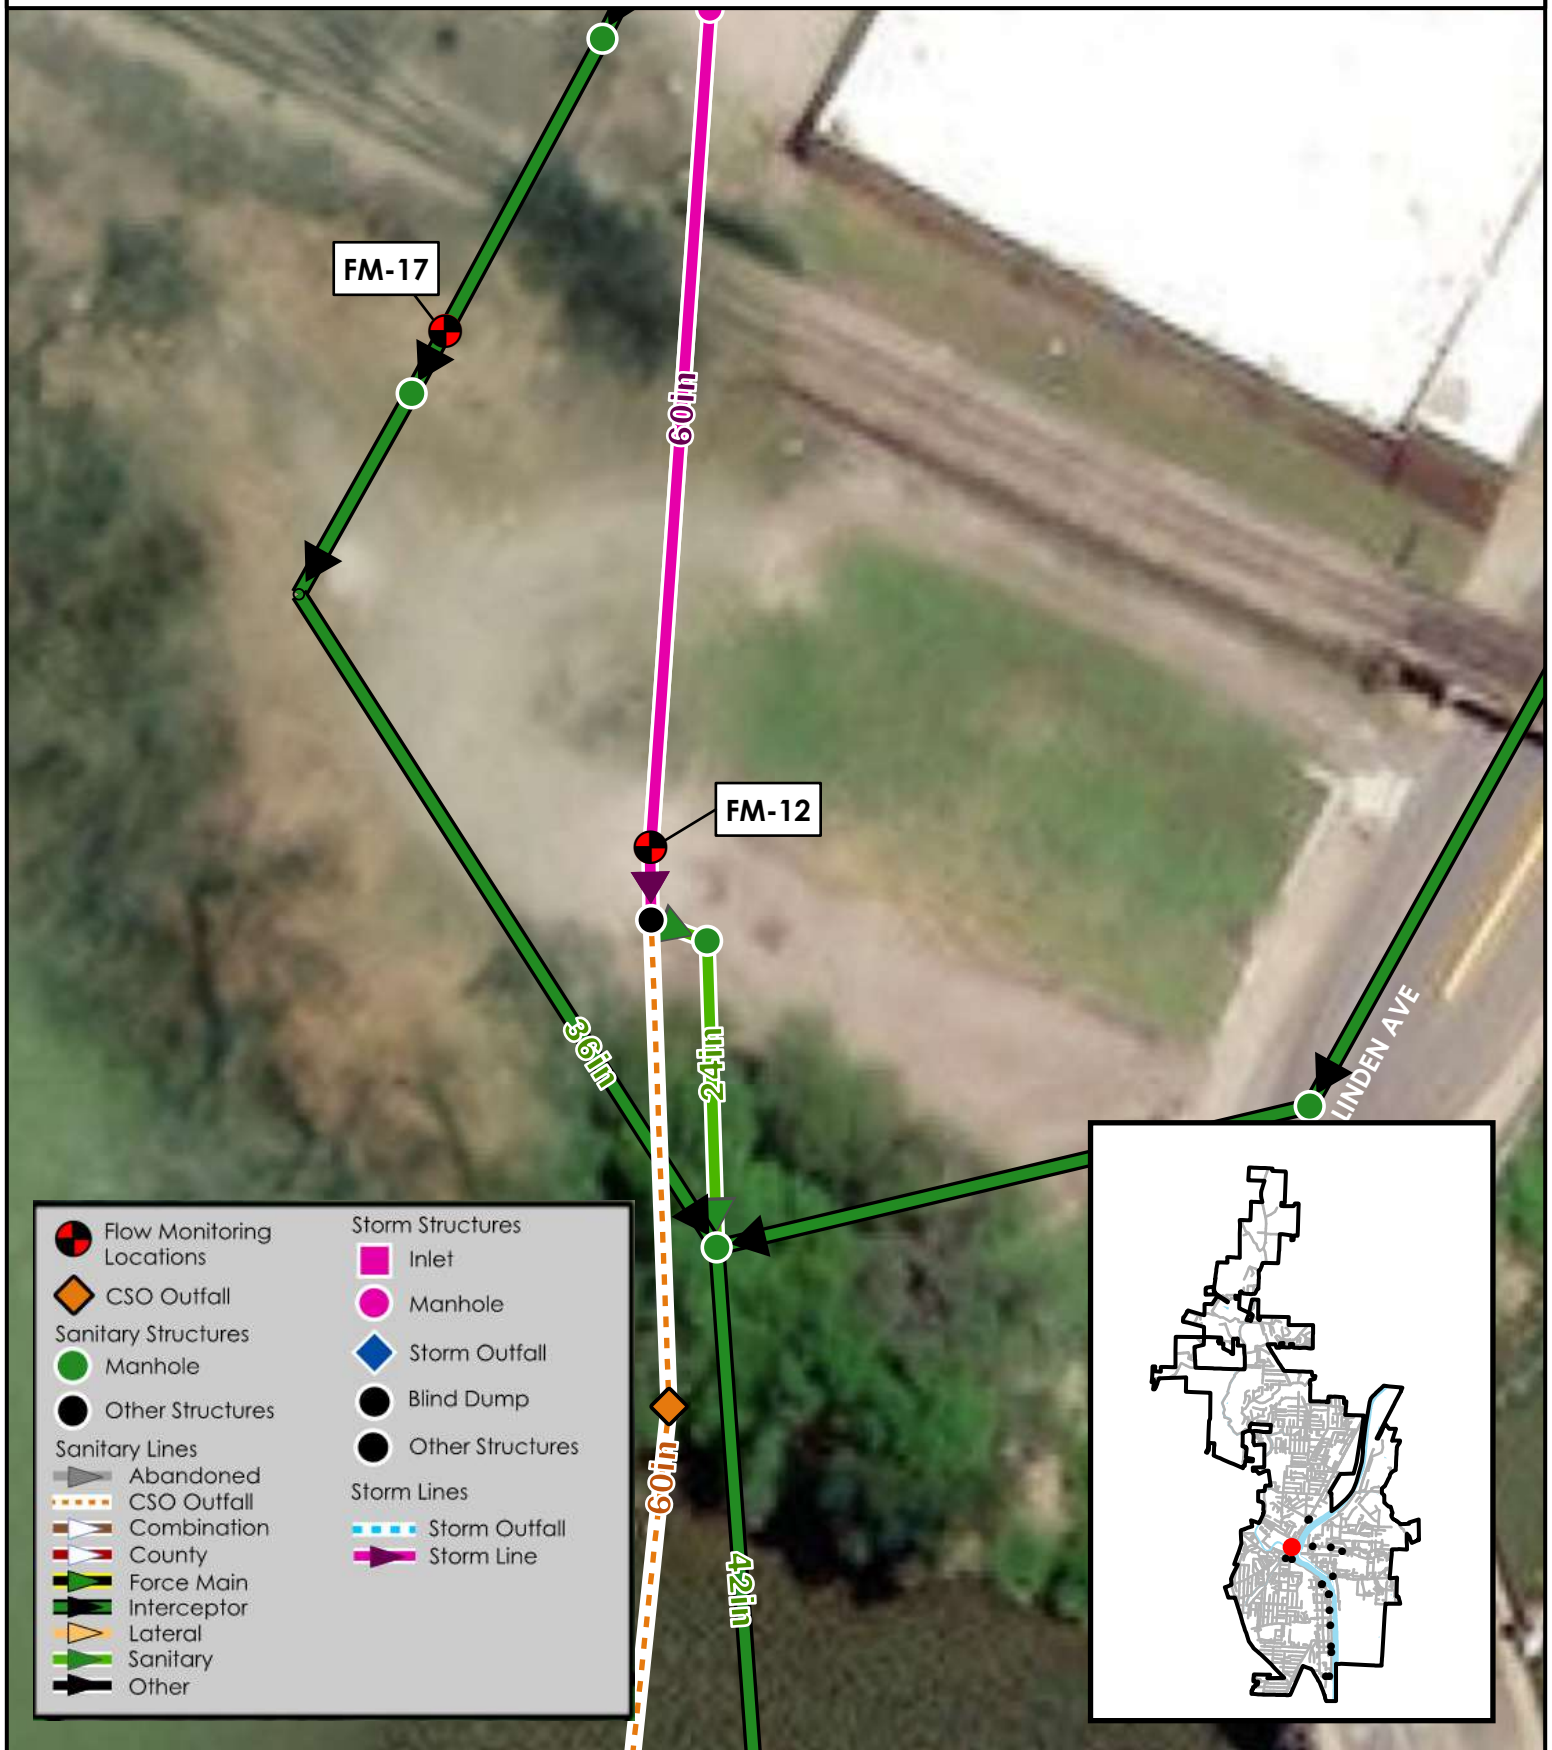 FM-17
60in
FM-12
36in
24in
LINDEN AVE
60in
42in
Flow Monitoring
Locations
CSO Outfall
Sanitary Structures
Manhole
Other Structures
Sanitary Lines
Abandoned
CSO Outfall
Combination
County
Force Main
Interceptor
Lateral
Sanitary
Other
Storm Structures
Inlet
Manhole
Storm Outfall
Blind Dump
Other Structures
Storm Lines
Storm Outfall
Storm Line